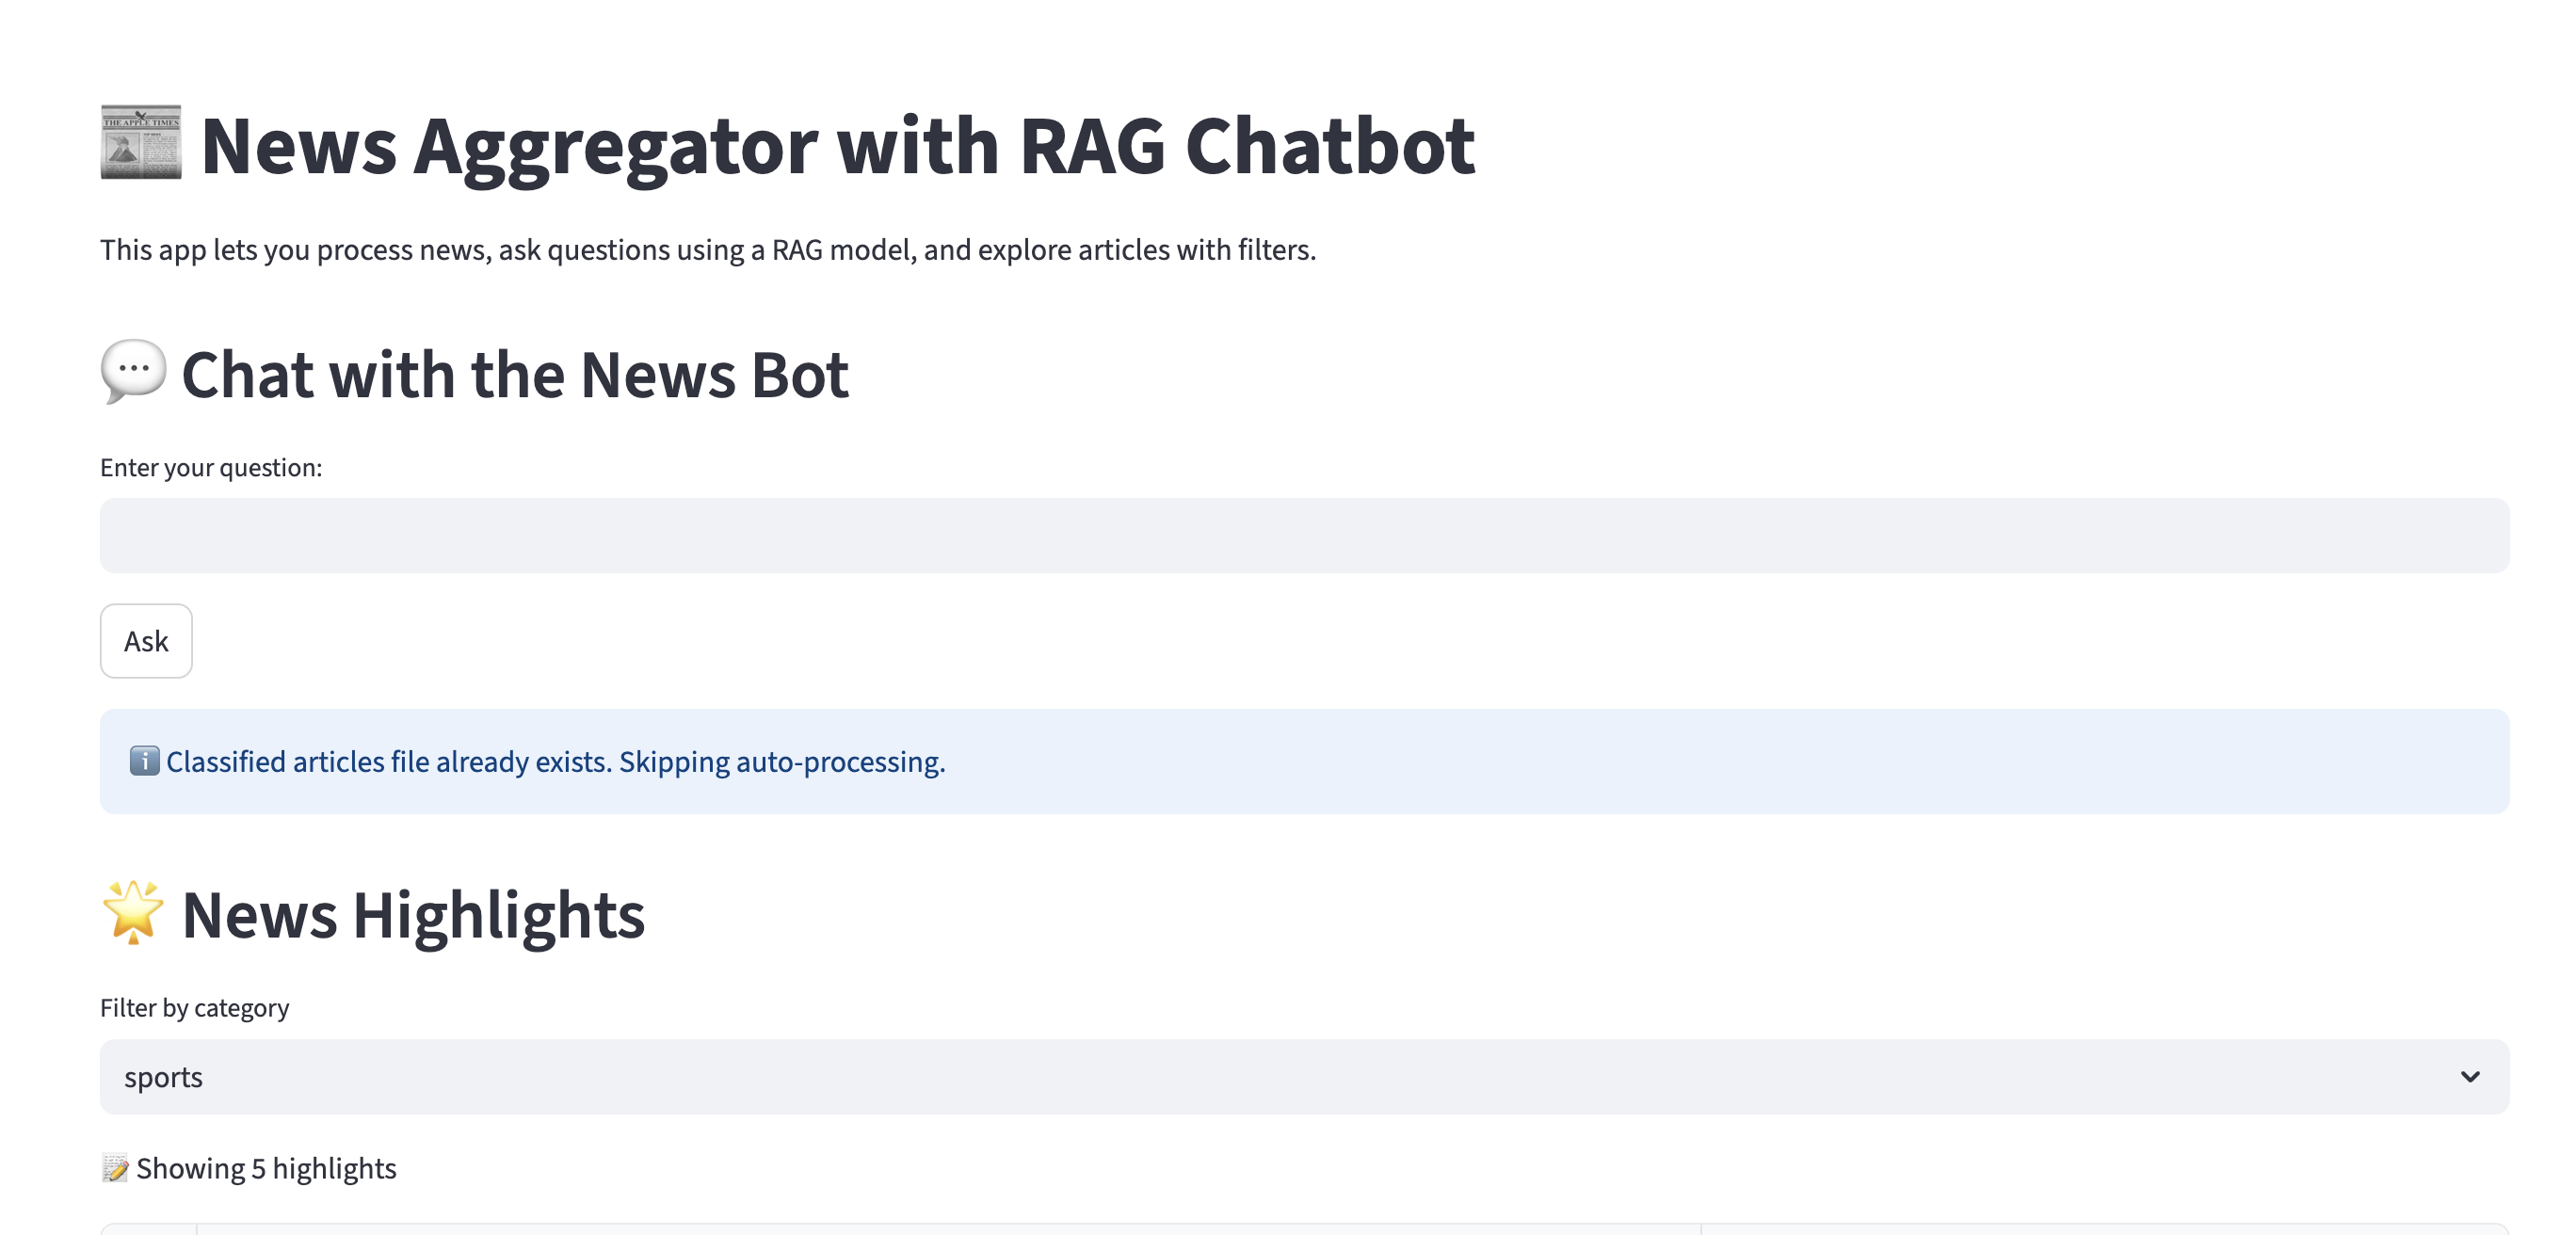 📰 News Aggregator with RAG Chatbot
This app lets you process news, ask questions using a RAG model, and explore articles with filters.
💬 Chat with the News Bot
Enter your question:
Ask
ℹ️ Classified articles file already exists. Skipping auto-processing.
🌟 News Highlights
Filter by category
sports
📝 Showing 5 highlights